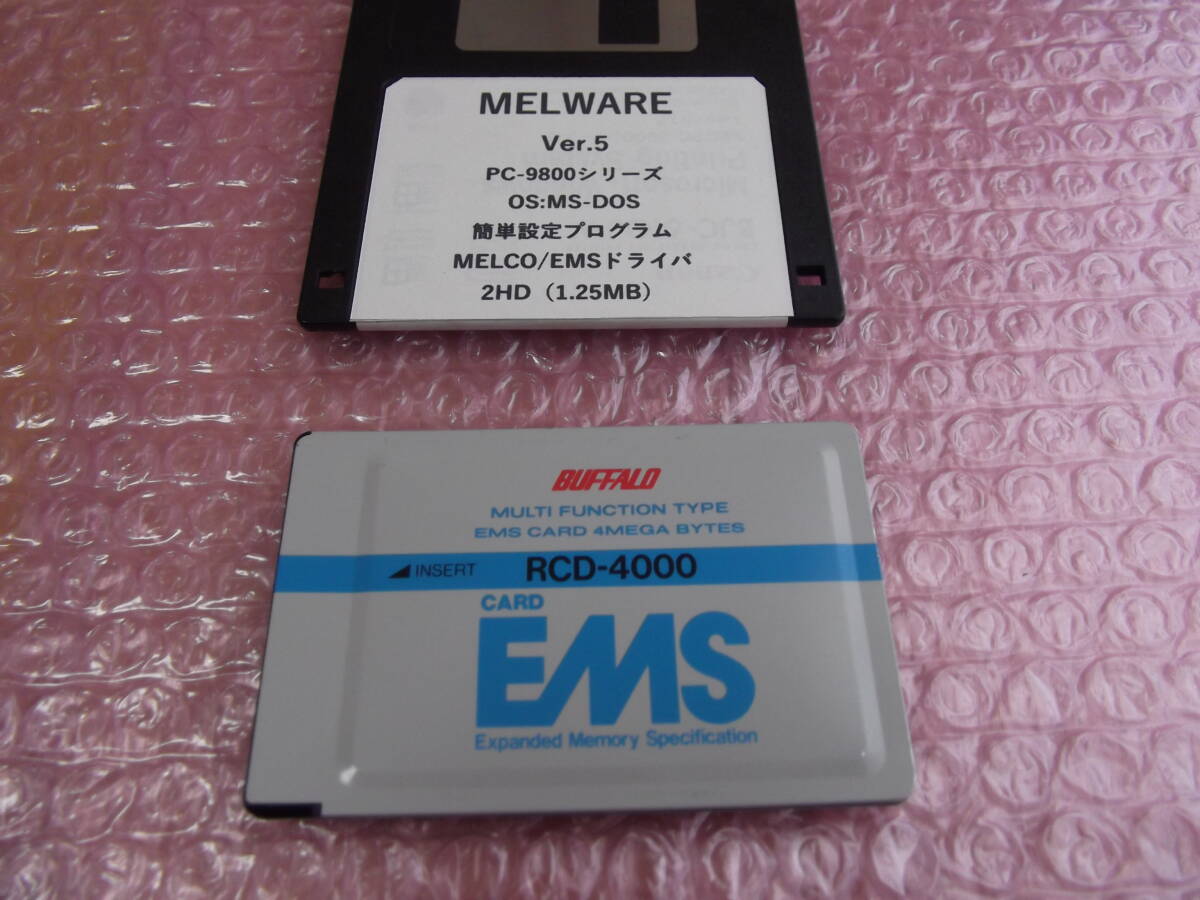 MELWARE
Ver.5
PC-9800シリーズ
OS:MS-DOS
簡単設定プログラム
MELCO/EMSドライバ
2HD (1.25MB)
BUFFALO
MULTI FUNCTION TYPE
EMS CARD 4MEGA BYTES
INSERT RCD-4000
CARD
EMS
Expanded Memory Specification